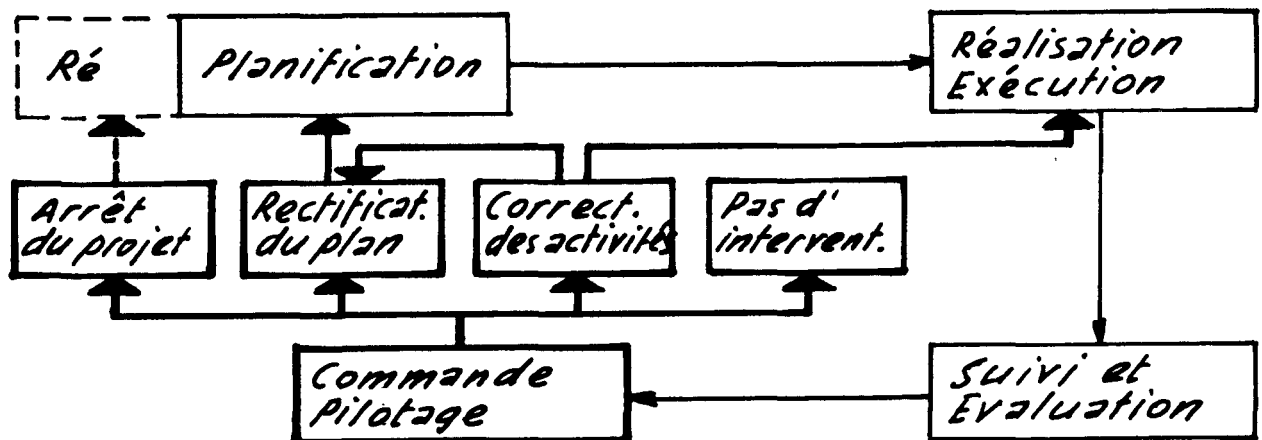 Ré
Planification
Réalisation
Exécution
Arrêt
du projet
Rectificat.
du plan
Correct.
des activités
Pas d'
intervent.
Commande
Pilotage
Suivi et
Evaluation